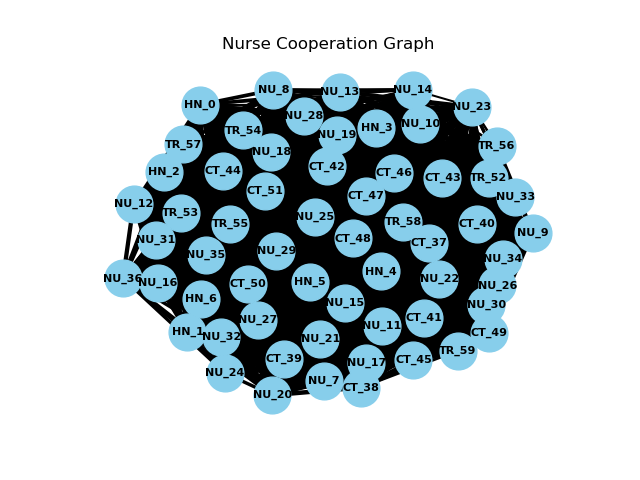 Nurse Cooperation Graph
NU_8
NU_13
NU_14
HN_0
NU_23
NU_28
NU_10
HN_3
TR_54
NU_19
TR_57
TR_56
NU_18
CT_42
HN_2
CT_44
CT_46
CT_43
TR_52
CT_51
CT_47
NU_33
NU_12
TR_53
NU_25
TR_55
TR_58
CT_40
NU_9
NU_31
CT_48
CT_37
NU_29
NU_35
NU_34
HN_4
NU_36
NU_16
CT_50
HN_5
NU_22
NU_26
HN_6
NU_15
NU_30
NU_27
CT_41
NU_11
HN_1
CT_49
NU_32
NU_21
TR_59
CT_39
CT_45
NU_17
NU_24
NU_7
CT_38
NU_20